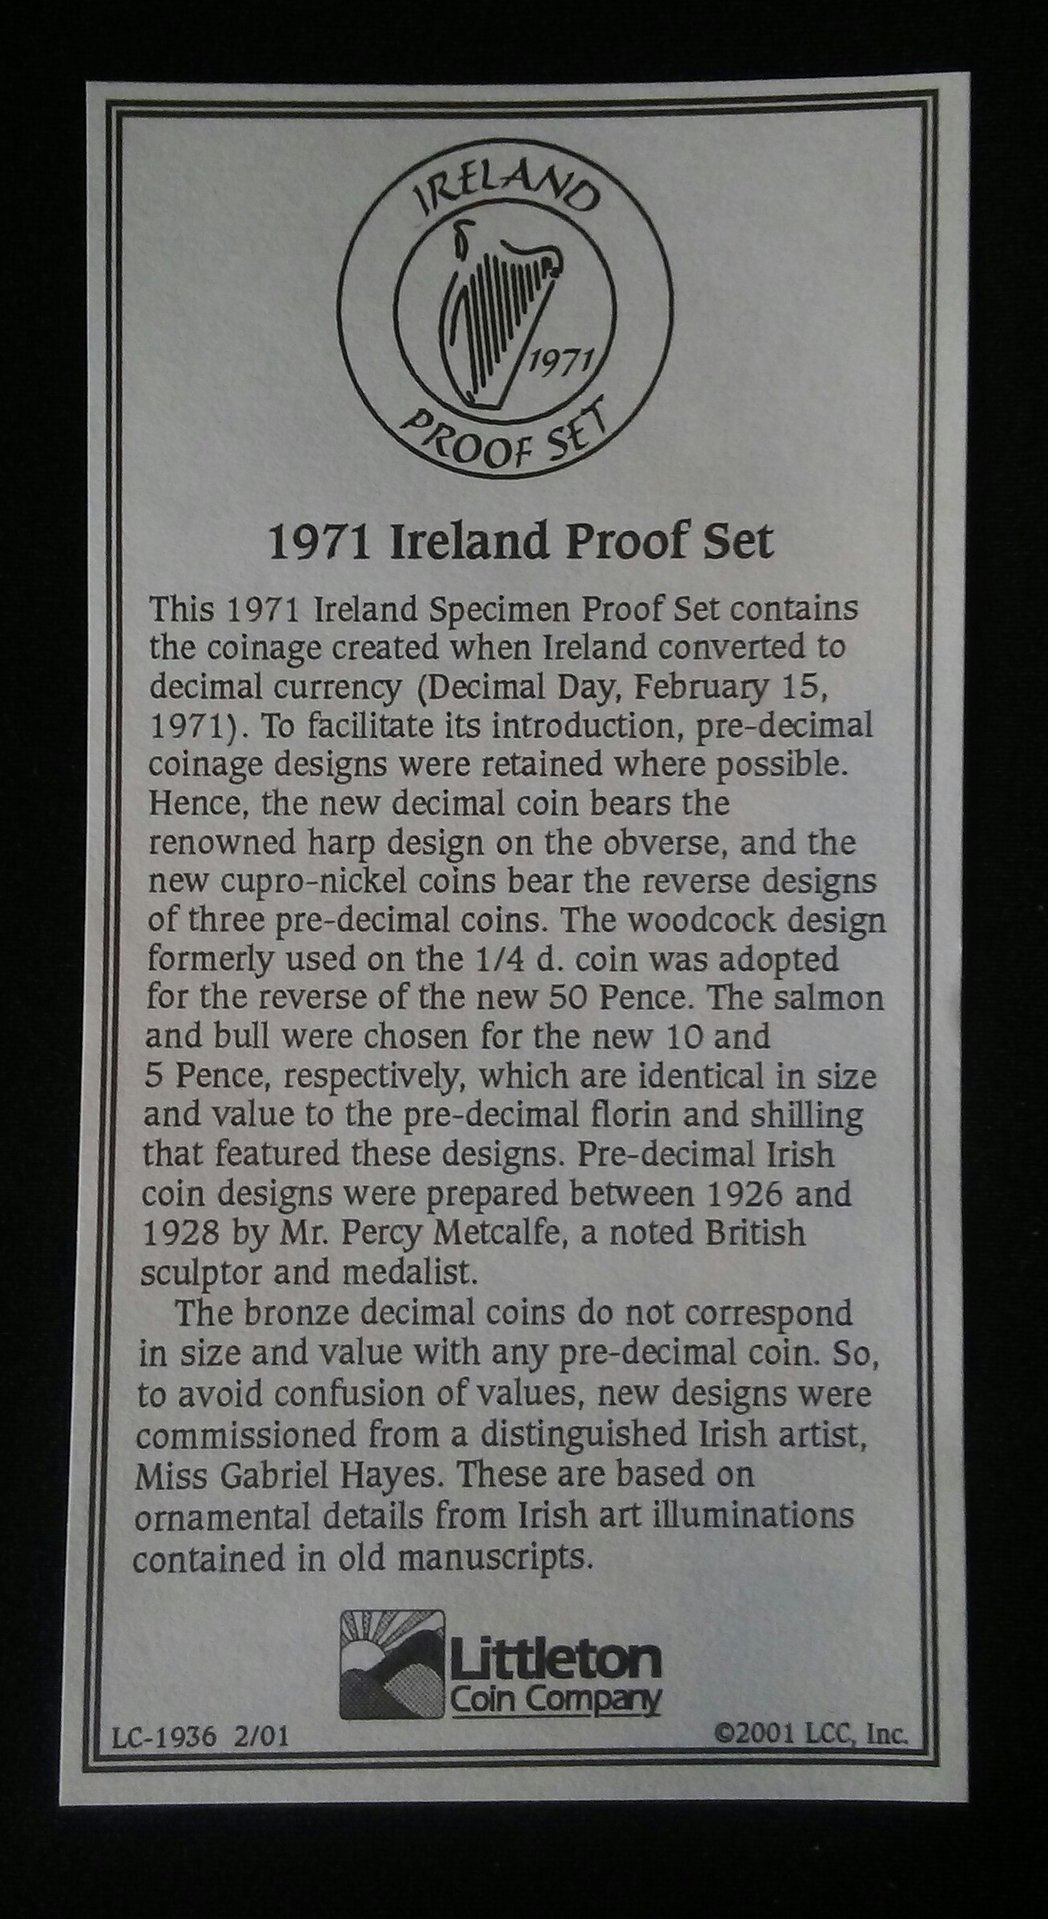 IRELAND
1971
PROOF SET
1971 Ireland Proof Set
This 1971 Ireland Specimen Proof Set contains
the coinage created when Ireland converted to
decimal currency (Decimal Day, February 15,
1971). To facilitate its introduction, pre-decimal
coinage designs were retained where possible.
Hence, the new decimal coin bears the
renowned harp design on the obverse, and the
new cupro-nickel coins bear the reverse designs
of three pre-decimal coins. The woodcock design
formerly used on the 1/4 d. coin was adopted
for the reverse of the new 50 Pence. The salmon
and bull were chosen for the new 10 and
5 Pence, respectively, which are identical in size
and value to the pre-decimal florin and shilling
that featured these designs. Pre-decimal Irish
coin designs were prepared between 1926 and
1928 by Mr. Percy Metcalfe, a noted British
sculptor and medalist.
The bronze decimal coins do not correspond
in size and value with any pre-decimal coin. So,
to avoid confusion of values, new designs were
commissioned from a distinguished Irish artist,
Miss Gabriel Hayes. These are based on
ornamental details from Irish art illuminations
contained in old manuscripts.
Littleton
Coin Company
LC-1936 2/01
©2001 LCC, Inc.